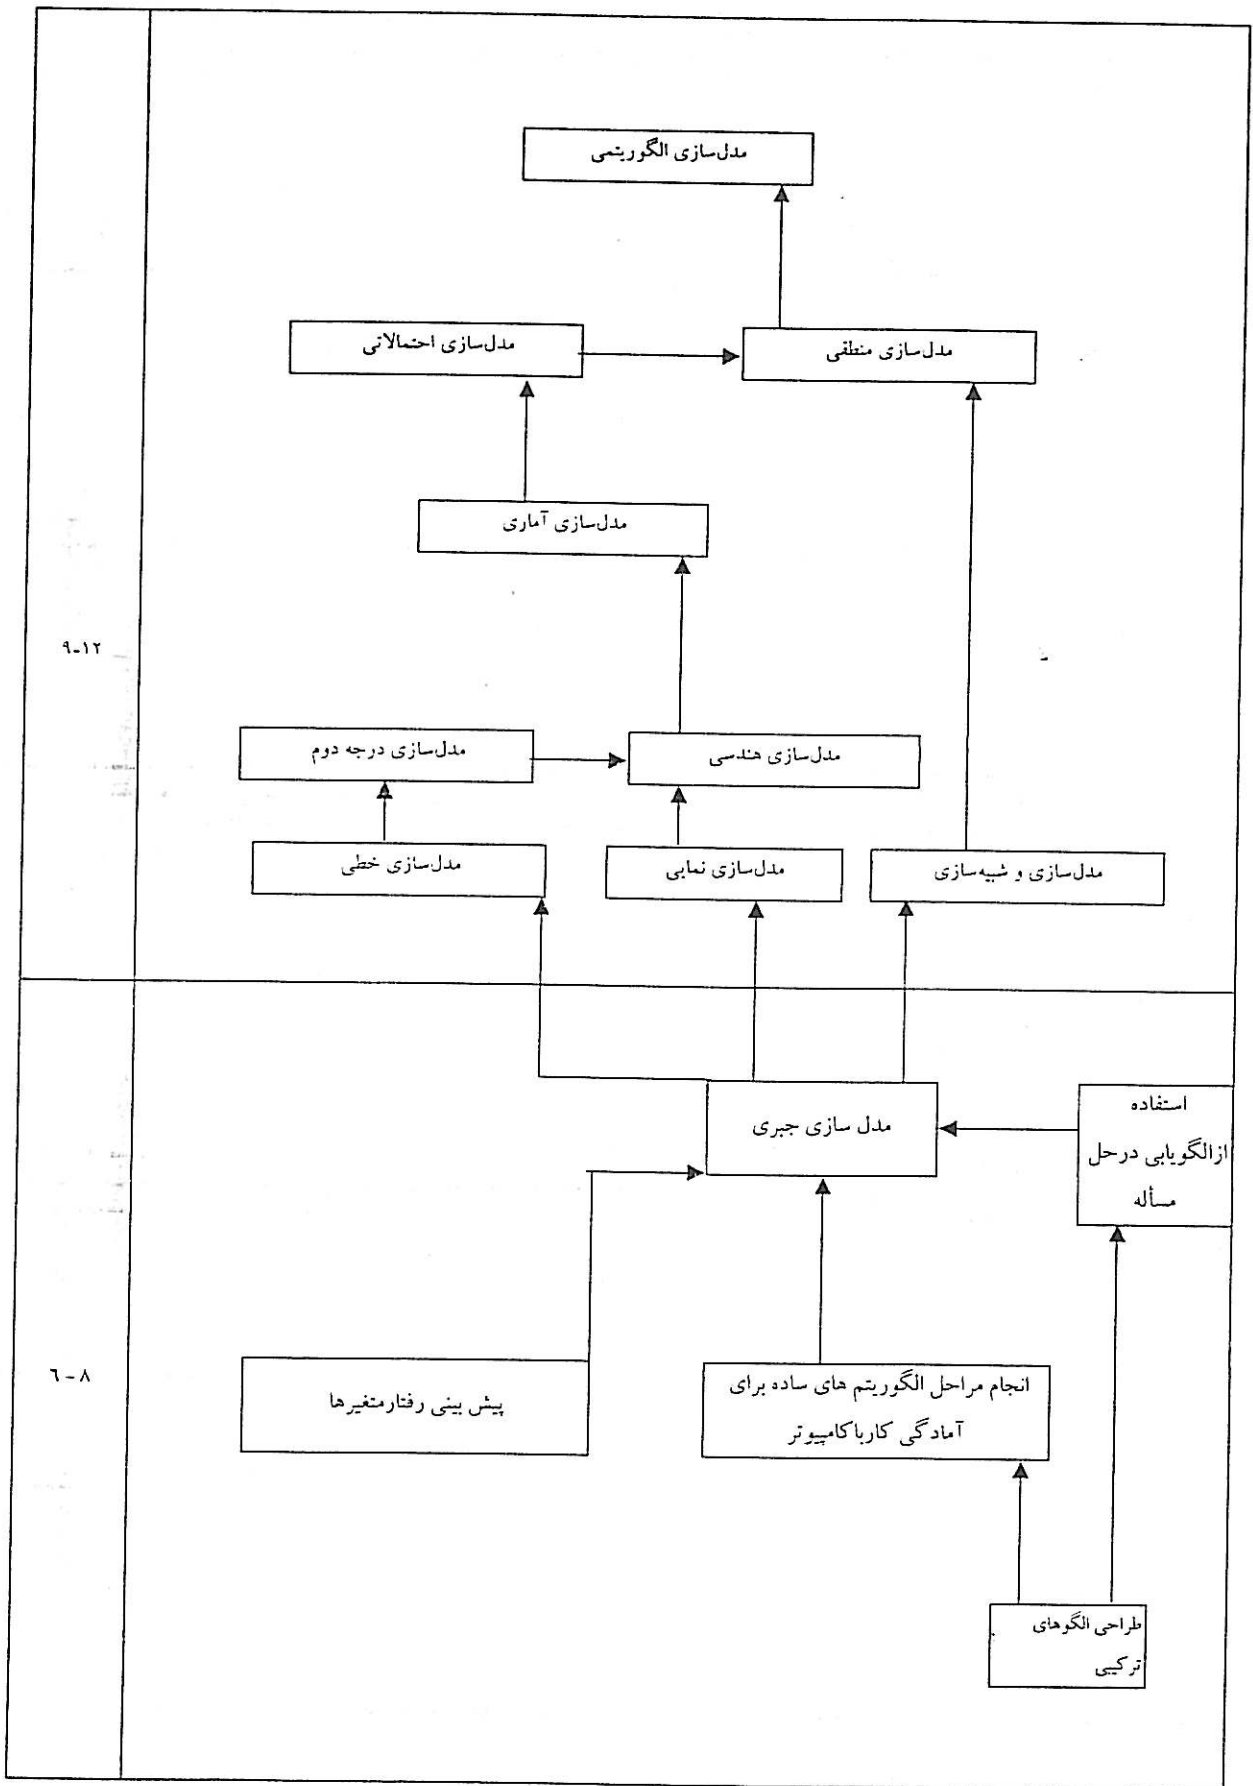 مدل‌سازی الگوریتمی
مدل‌سازی منطقی
مدل‌سازی احتمالاتی
مدل‌سازی آماری
۹-۱۲
مدل‌سازی هندسی
مدل‌سازی درجه دوم
مدل‌سازی و شبیه‌سازی
مدل‌سازی نمایی
مدل‌سازی خطی
استفاده
ازالگویابی درحل
مسأله
مدل سازی جبری
٦-٨
انجام مراحل الگوریتم های ساده برای
آمادگی کارباکامپیوتر
پیش بینی رفتارمتغیرها
طراحی الگوهای
ترکیبی